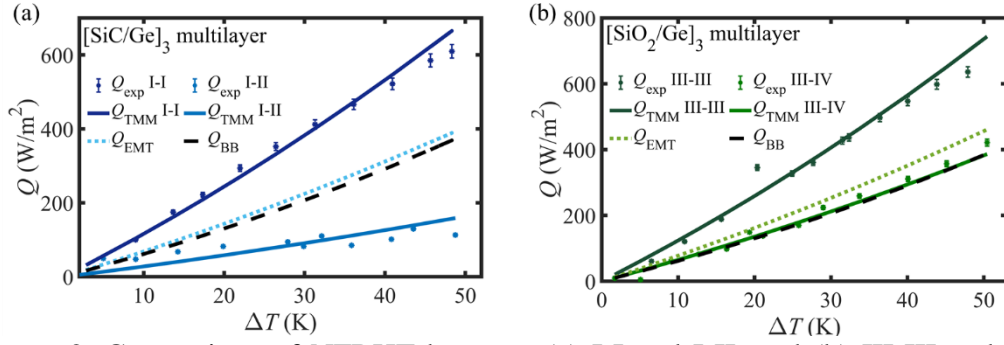 (a)
[SiC/Ge]3 multilayer
Qexp I-I
Qexp I-II
QTMM I-I
QTMM I-II
QEMT
QBB
Q (W/m²)
600
400
200
0
10
20
30
40
50
ΔT (K)
(b)
[SiO2/Ge]3 multilayer
Qexp III-III
Qexp III-IV
QTMM III-III
QTMM III-IV
QEMT
QBB
Q (W/m²)
800
600
400
200
0
0
10
20
30
40
50
ΔT (K)